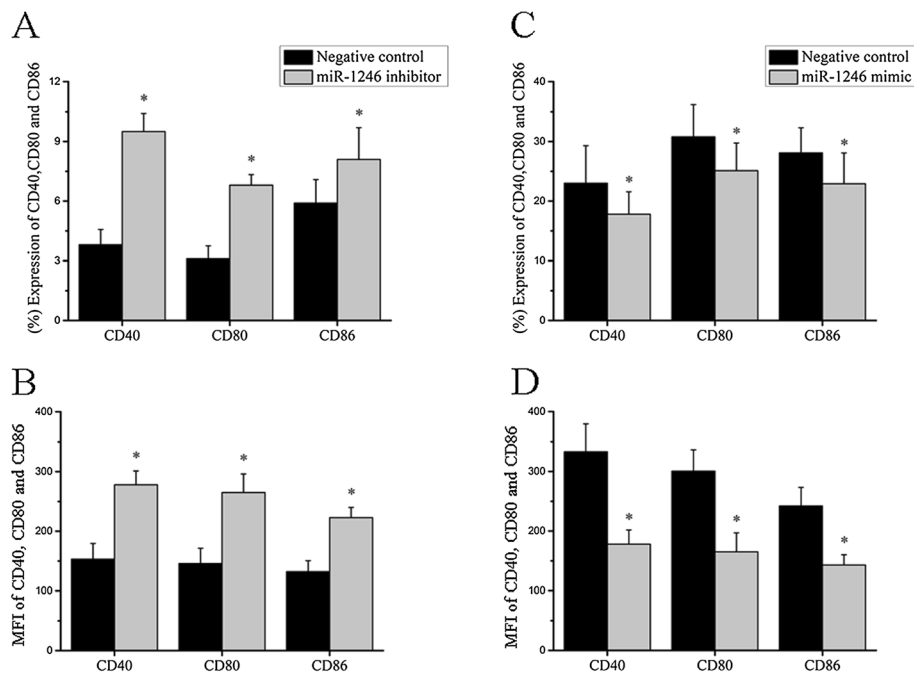 A
Negative control
miR-1246 inhibitor
(%) Expression of CD40,CD80 and CD86
12
9
6
3
0
*
*
*
CD40
CD80
CD86
C
Negative control
miR-1246 mimic
(%) Expression of CD40,CD80 and CD86
40
30
20
10
0
*
*
*
CD40
CD80
CD86
B
MFI of CD40, CD80 and CD86
400
300
200
100
0
*
*
*
CD40
CD80
CD86
D
MFI of CD40, CD80 and CD86
400
300
200
100
0
*
*
*
CD40
CD80
CD86